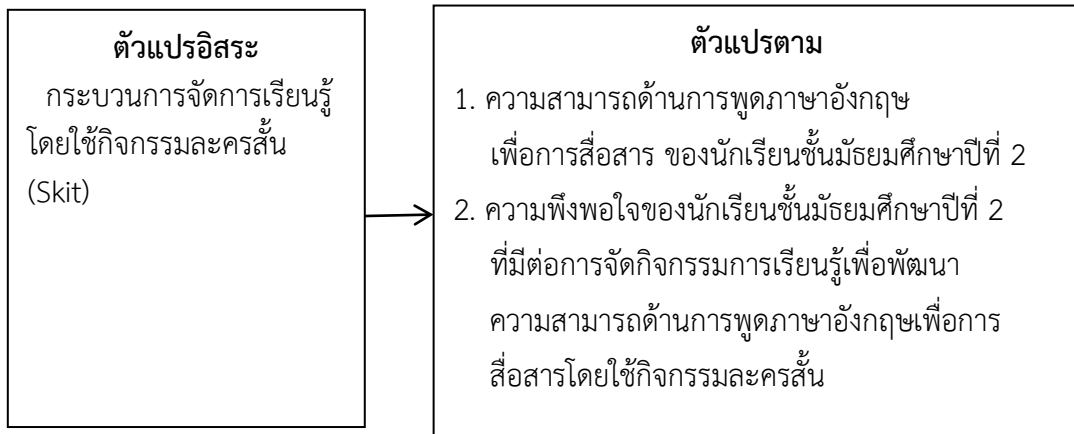 ตัวแปรอิสระ
กระบวนการจัดการเรียนรู้
โดยใช้กิจกรรมละครสั้น
(Skit)
ตัวแปรตาม
1. ความสามารถด้านการพูดภาษาอังกฤษ
เพื่อการสื่อสาร ของนักเรียนชั้นมัธยมศึกษาปีที่ 2
2. ความพึงพอใจของนักเรียนชั้นมัธยมศึกษาปีที่ 2
ที่มีต่อการจัดกิจกรรมการเรียนรู้เพื่อพัฒนา
ความสามารถด้านการพูดภาษาอังกฤษเพื่อการ
สื่อสารโดยใช้กิจกรรมละครสั้น